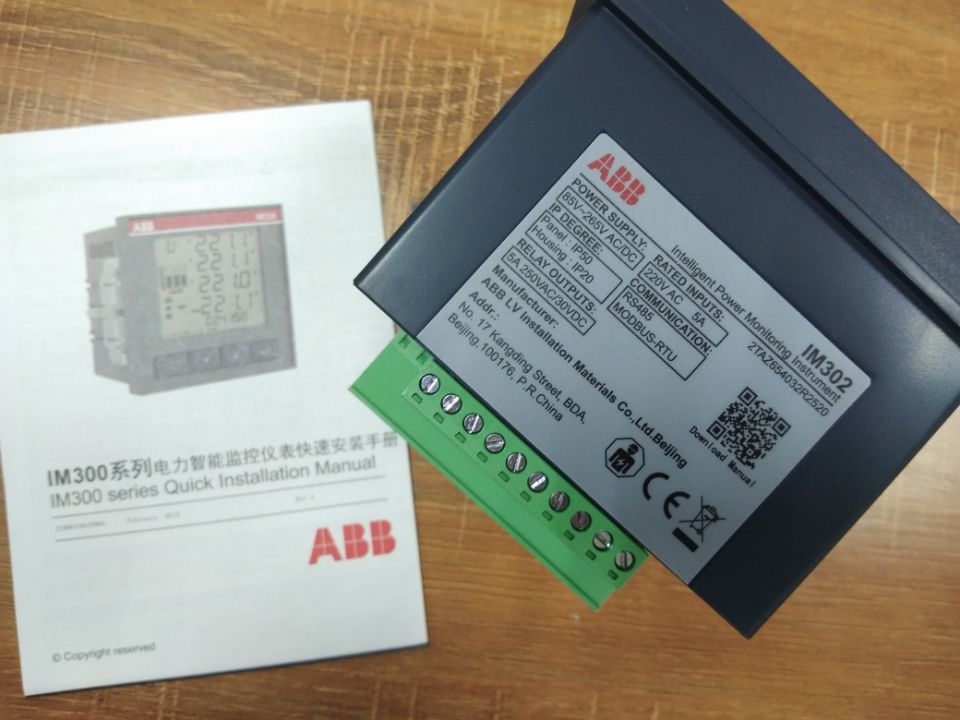 ABB
IM300系列电力智能监控仪表快速安装手册
IM300 series Quick Installation Manual
ABB
© Copyright reserved
ABB
IM302
Intelligent Power Monitoring Instrument
2TAZ654032R2520
POWER SUPPLY:
85V~265V AC/DC
IP DEGREE:
Panel : IP50
Housing : IP20
RELAY OUTPUTS:
5A 250VAC/30VDC
RATED INPUTS:
220V AC 5A
COMMUNICATION:
RS485
MODBUS-RTU
Manufacturer:
ABB LV Installation Materials Co.,Ltd.Beijing
Addr.:
No. 17 Kangding Street, BDA,
Beijing,100176, P.R.China
Download Manual
CE